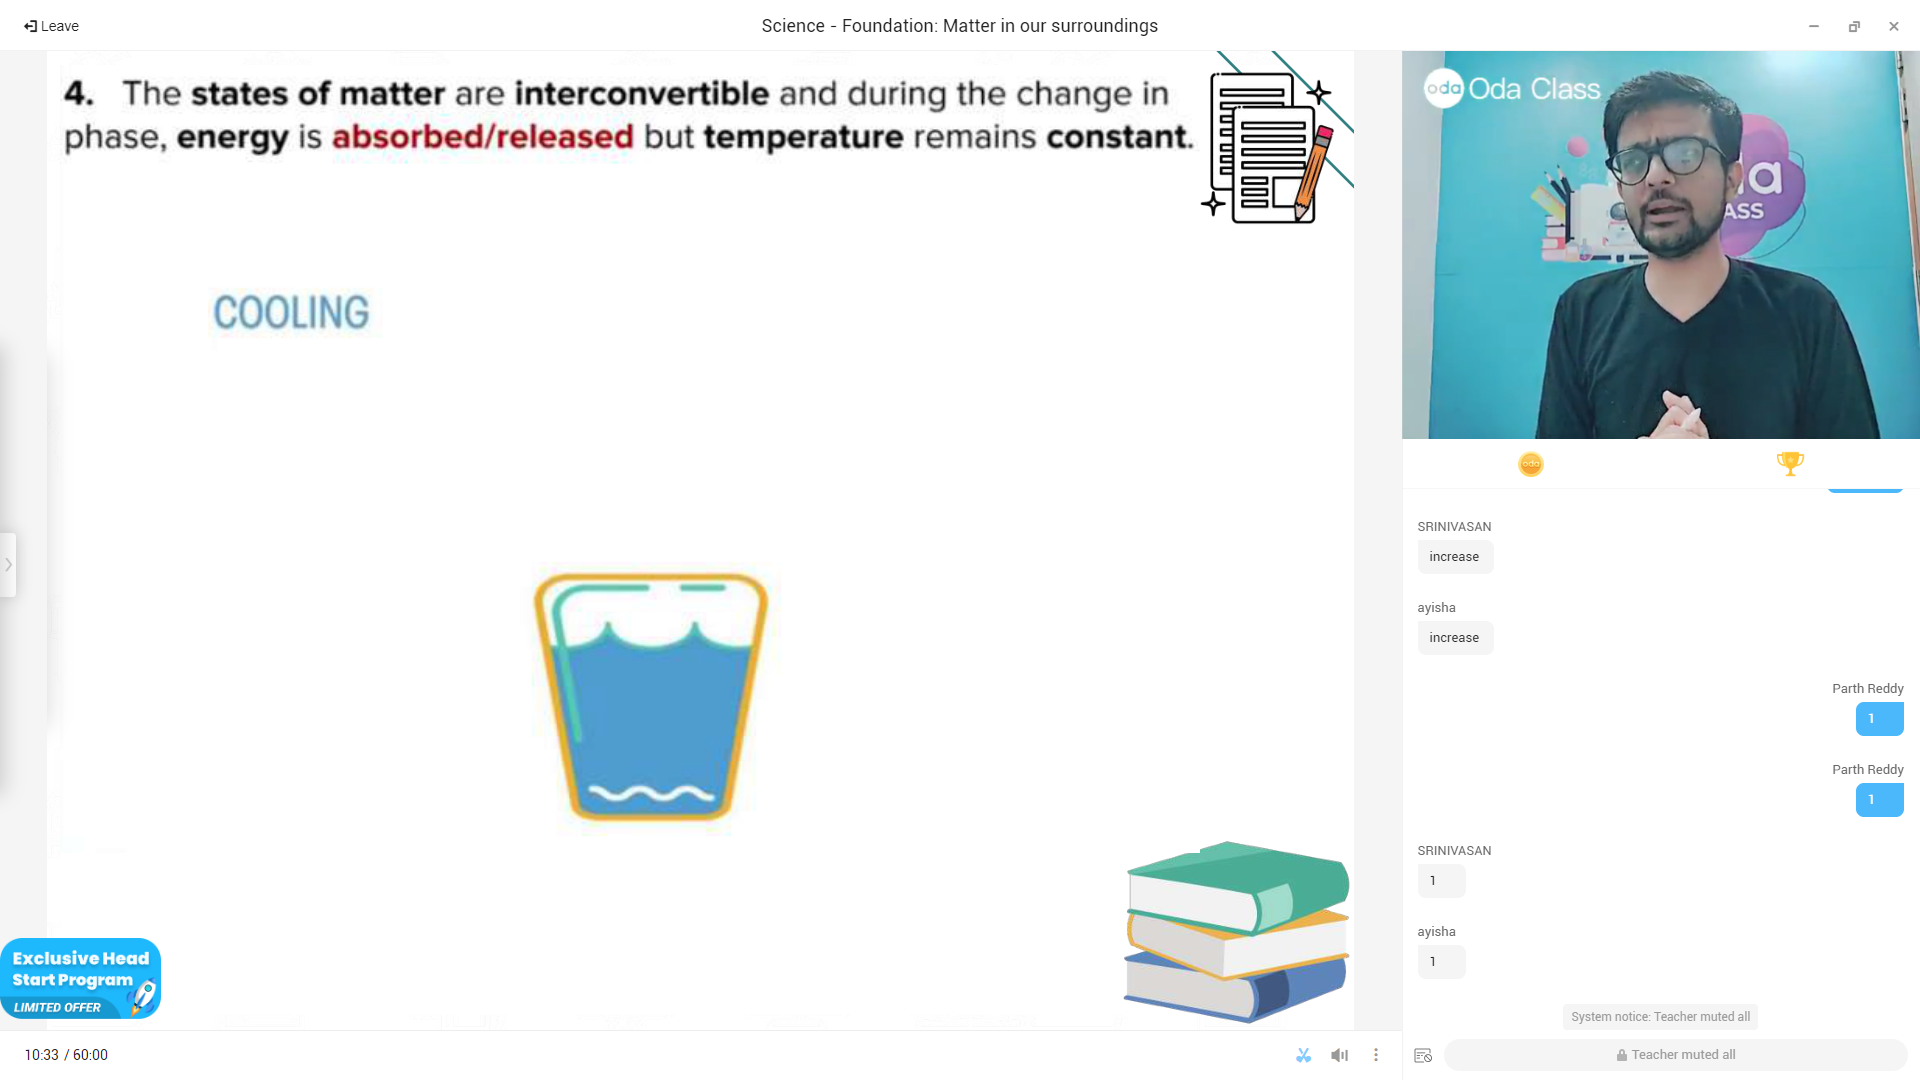 Leave
Science - Foundation: Matter in our surroundings
4. The states of matter are interconvertible and during the change in
phase, energy is absorbed/released but temperature remains constant.
COOLING
Exclusive Head
Start Program
LIMITED OFFER
10:33 / 60:00
oda Oda Class
da
ASS
oda
SRINIVASAN
increase
ayisha
increase
Parth Reddy
1
Parth Reddy
1
SRINIVASAN
1
ayisha
1
System notice: Teacher muted all
Teacher muted all